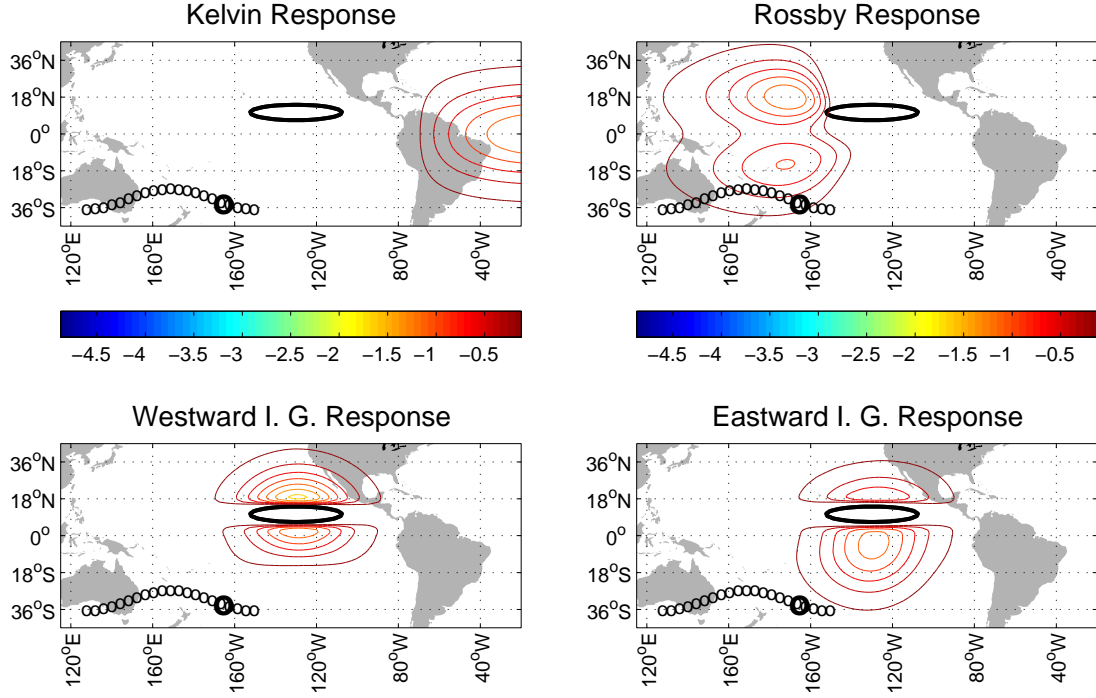 Kelvin Response
Rossby Response
36°N
18°N
0°
18°S
36°S
120°E
160°E
160°W
120°W
80°W
40°W
36°N
18°N
0°
18°S
36°S
120°E
160°E
160°W
120°W
80°W
40°W
−4.5 −4 −3.5 −3 −2.5 −2 −1.5 −1 −0.5
−4.5 −4 −3.5 −3 −2.5 −2 −1.5 −1 −0.5
Westward I. G. Response
Eastward I. G. Response
36°N
18°N
0°
18°S
36°S
120°E
160°E
160°W
120°W
80°W
40°W
36°N
18°N
0°
18°S
36°S
120°E
160°E
160°W
120°W
80°W
40°W